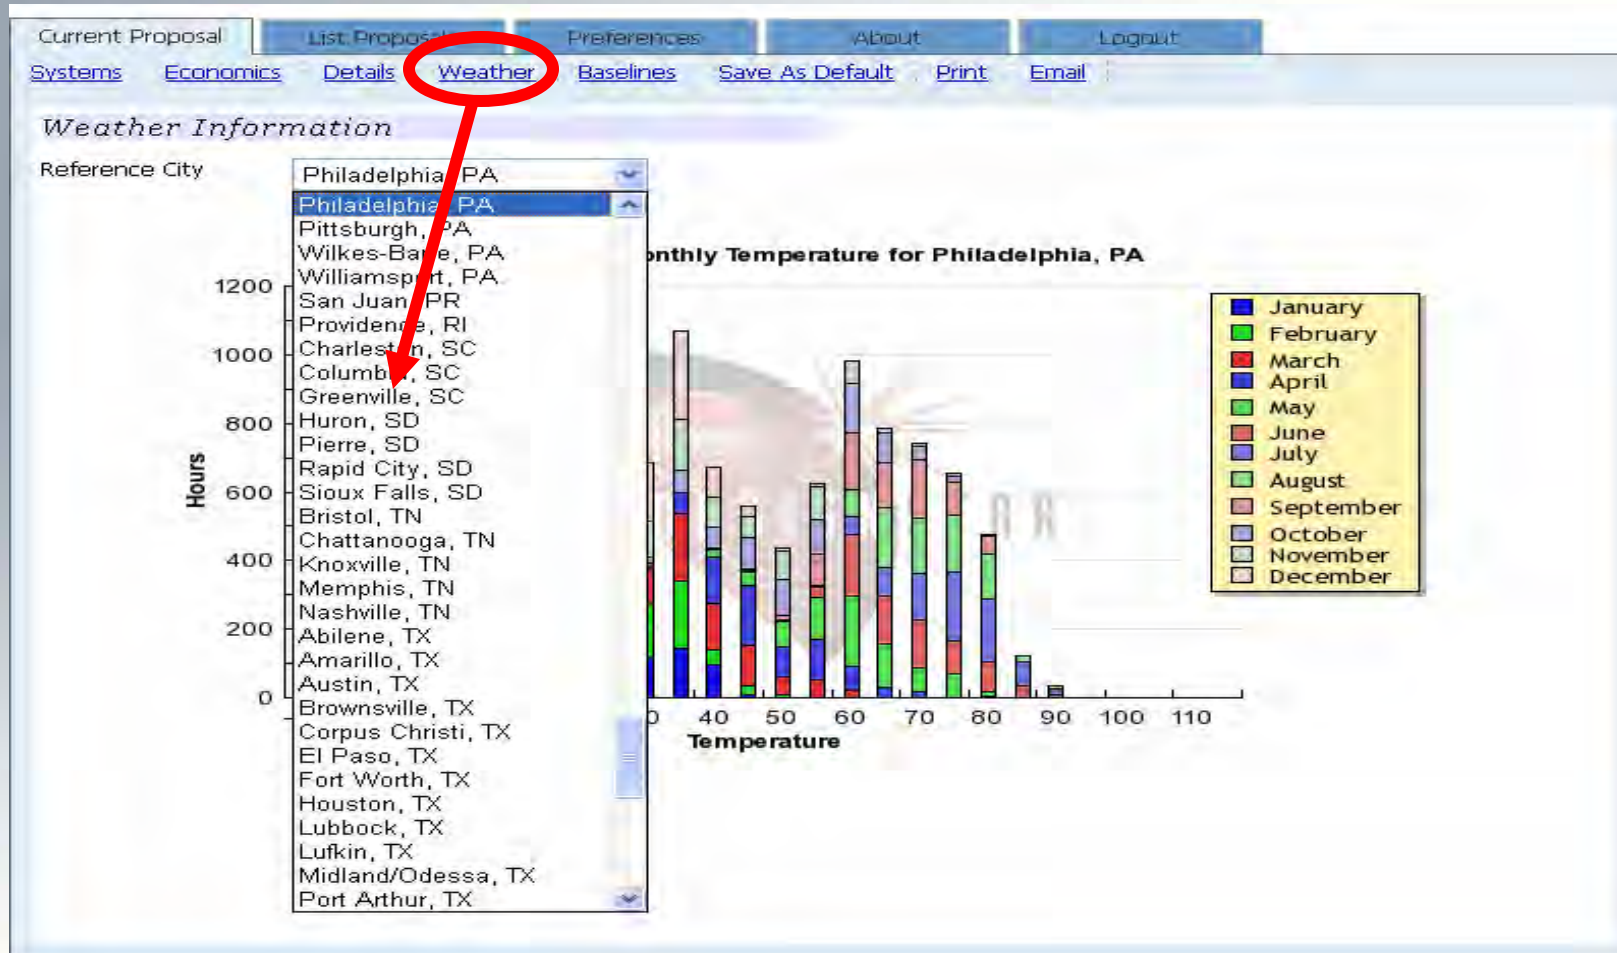 Current Proposal List Proposals Preferences About Logout
Systems Economics Details Weather Baselines Save As Default Print Email
Weather Information
Reference City
Philadelphia, PA
Philadelphia, PA
Pittsburgh, PA
Wilkes-Barre, PA
Williamsport, PA
San Juan, PR
Providence, RI
Charleston, SC
Columbia, SC
Greenville, SC
Huron, SD
Pierre, SD
Rapid City, SD
Sioux Falls, SD
Bristol, TN
Chattanooga, TN
Knoxville, TN
Memphis, TN
Nashville, TN
Abilene, TX
Amarillo, TX
Austin, TX
Brownsville, TX
Corpus Christi, TX
El Paso, TX
Fort Worth, TX
Houston, TX
Lubbock, TX
Lufkin, TX
Midland/Odessa, TX
Port Arthur, TX
onthly Temperature for Philadelphia, PA
1200
1000
800
600
400
200
0
Hours
0 40 50 60 70 80 90 100 110
Temperature
January
February
March
April
May
June
July
August
September
October
November
December